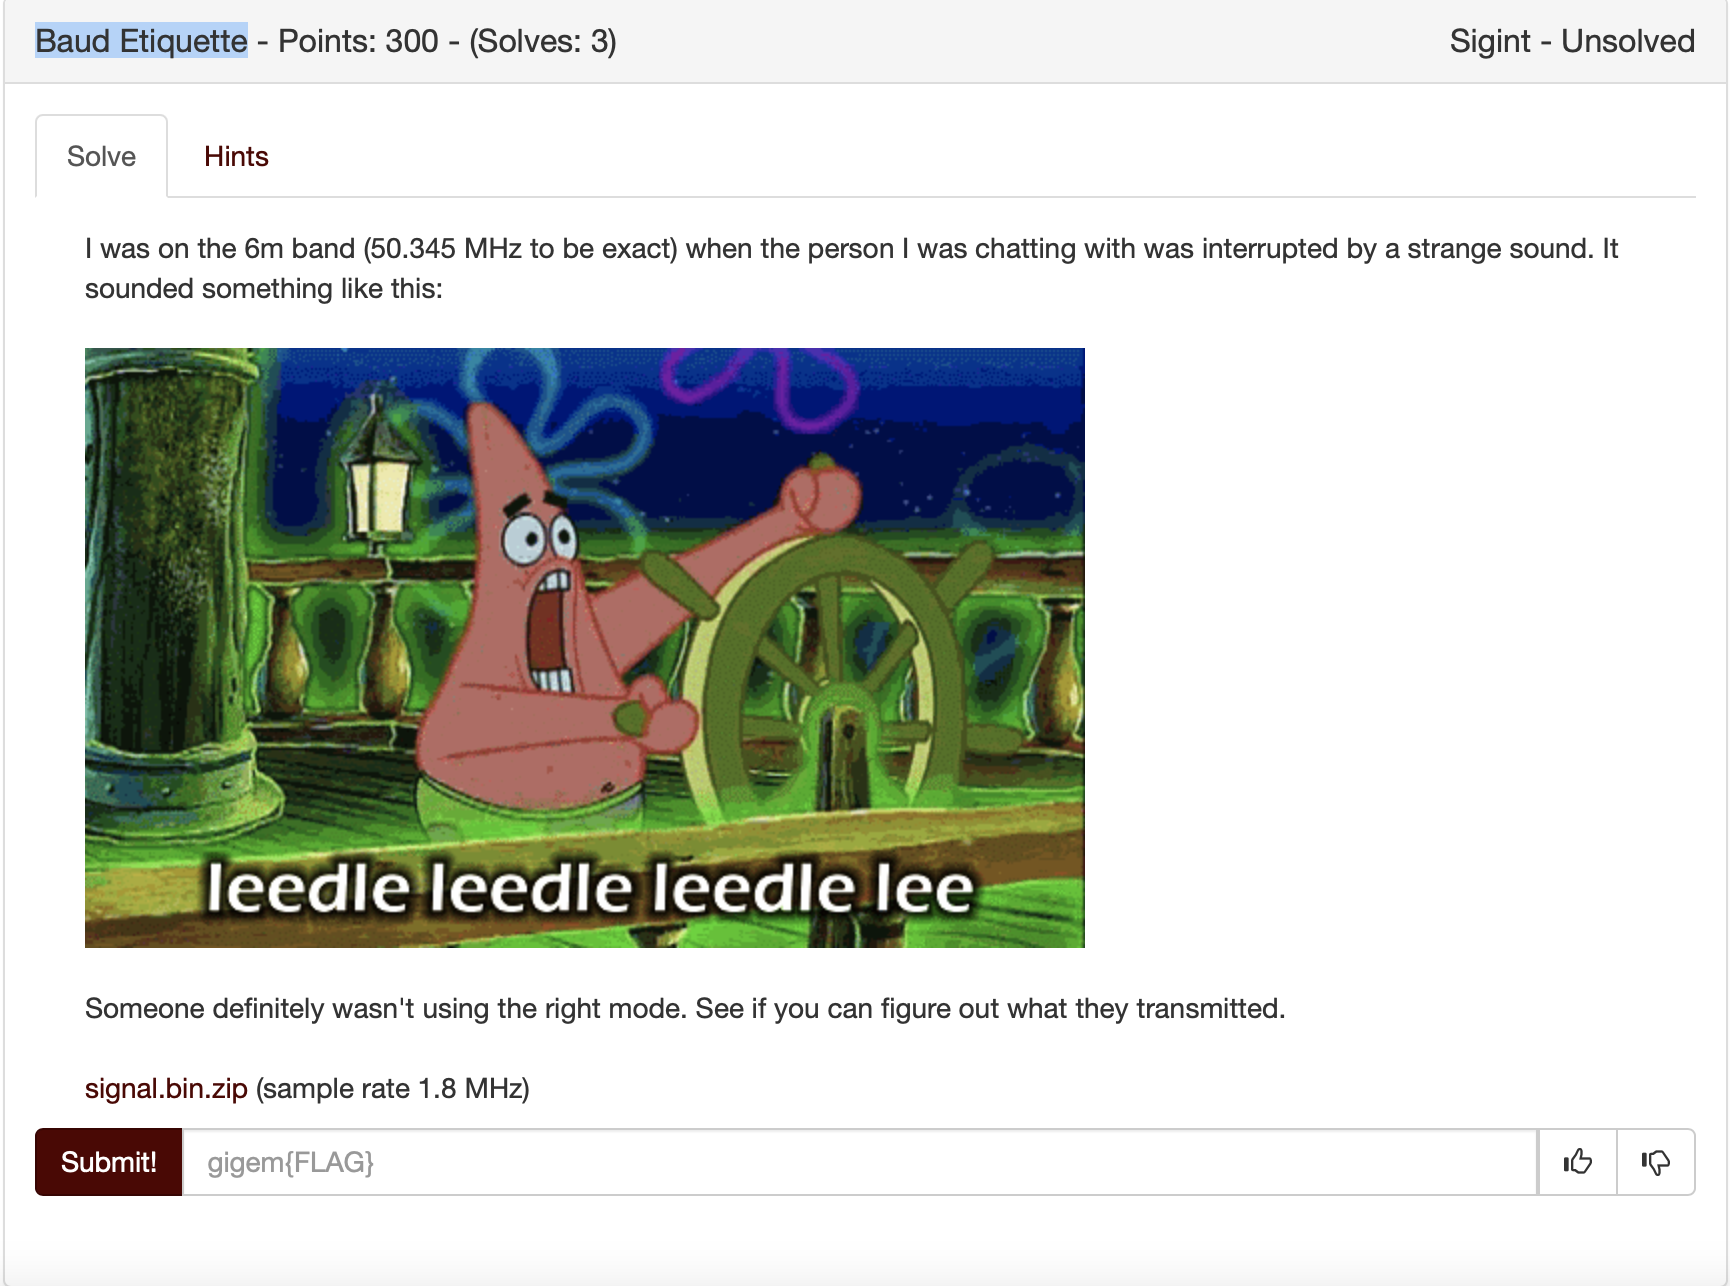 Baud Etiquette - Points: 300 - (Solves: 3)
Sigint - Unsolved
Solve
Hints
I was on the 6m band (50.345 MHz to be exact) when the person I was chatting with was interrupted by a strange sound. It
sounded something like this:
leedle leedle leedle lee
Someone definitely wasn't using the right mode. See if you can figure out what they transmitted.
signal.bin.zip (sample rate 1.8 MHz)
Submit!
gigem{FLAG}